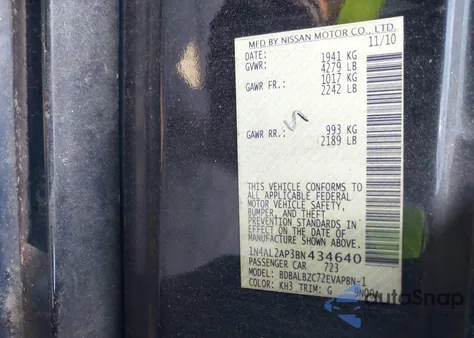 MFD BY NISSAN MOTOR CO., LTD.
DATE: 11/10
GVWR: 1941 KG
4279 LB
GAWR FR.: 1017 KG
2242 LB
GAWR RR.: 993 KG
2189 LB
THIS VEHICLE CONFORMS TO
ALL APPLICABLE FEDERAL
MOTOR VEHICLE SAFETY,
BUMPER, AND THEFT
PREVENTION STANDARDS IN
EFFECT ON THE DATE OF
MANUFACTURE SHOWN ABOVE.
1N4AL2AP3BN434640
PASSENGER CAR 723
MODEL: BDBALBZC72EVAPBN-1
COLOR: KH3 TRIM: G
autoSnap